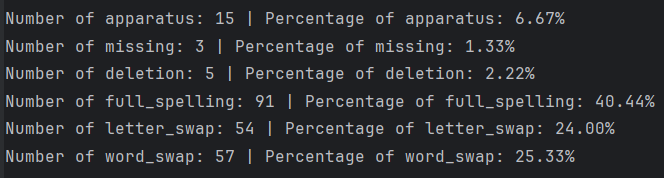 Number of apparatus: 15 | Percentage of apparatus: 6.67%
Number of missing: 3 | Percentage of missing: 1.33%
Number of deletion: 5 | Percentage of deletion: 2.22%
Number of full_spelling: 91 | Percentage of full_spelling: 40.44%
Number of letter_swap: 54 | Percentage of letter_swap: 24.00%
Number of word_swap: 57 | Percentage of word_swap: 25.33%